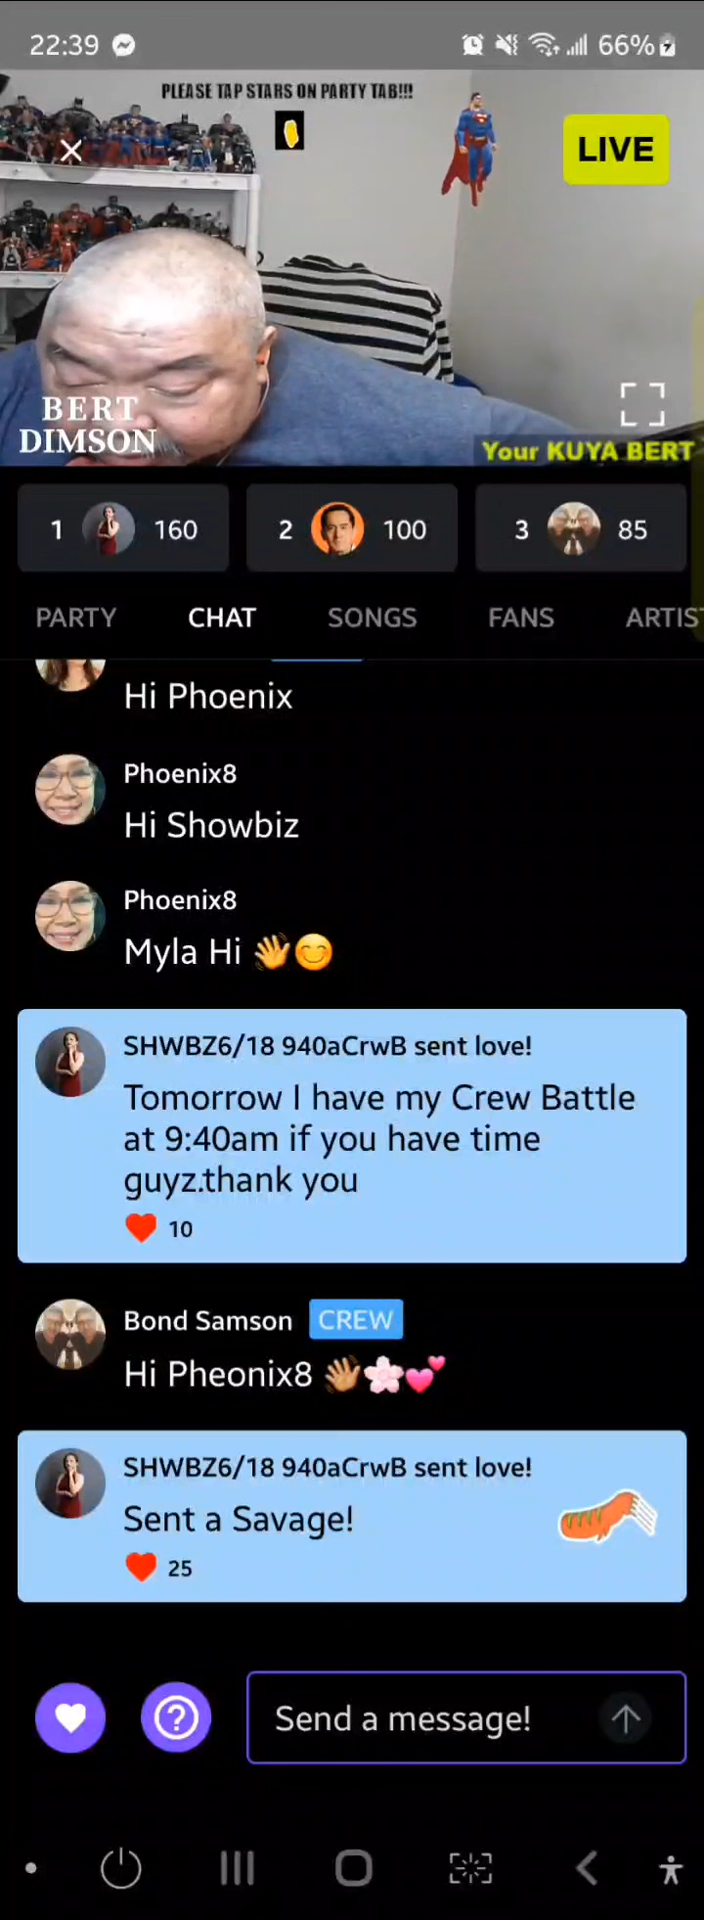 22:39
66%
PLEASE TAP STARS ON PARTY TAB!!!
LIVE
BERT
DIMSON
Your KUYA BERT
1 160
2 100
3 85
PARTY CHAT SONGS FANS ARTIS
Hi Phoenix
Phoenix8
Hi Showbiz
Phoenix8
Myla Hi 👋😊
SHWBZ6/18 940aCrwB sent love!
Tomorrow I have my Crew Battle
at 9:40am if you have time
guyz.thank you
❤️ 10
Bond Samson CREW
Hi Pheonix8 👋🏽🌸💕
SHWBZ6/18 940aCrwB sent love!
Sent a Savage!
❤️ 25
Send a message!